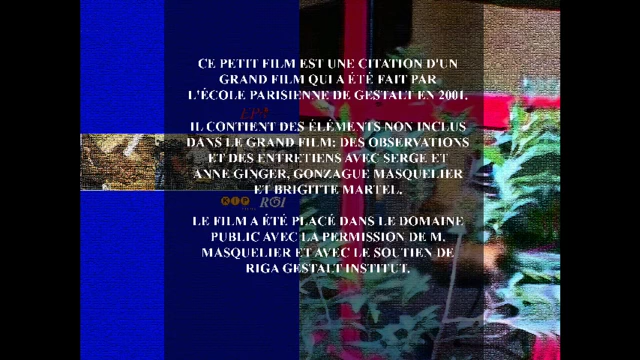 CE PETIT FILM EST UNE CITATION D'UN
GRAND FILM QUI A ÉTÉ FAIT PAR
L'ÉCOLE PARISIENNE DE GESTALT EN 2001.
IL CONTIENT DES ÉLÉMENTS NON INCLUS
DANS LE GRAND FILM: DES OBSERVATIONS
ET DES ENTRETIENS AVEC SERGE ET
ANNE GINGER, GONZAGUE MASQUELIER
ET BRIGITTE MARTEL.
KIP RGI
LE FILM A ÉTÉ PLACÉ DANS LE DOMAINE
PUBLIC AVEC LA PERMISSION DE M.
MASQUELIER ET AVEC LE SOUTIEN DE
RIGA GESTALT INSTITUT.